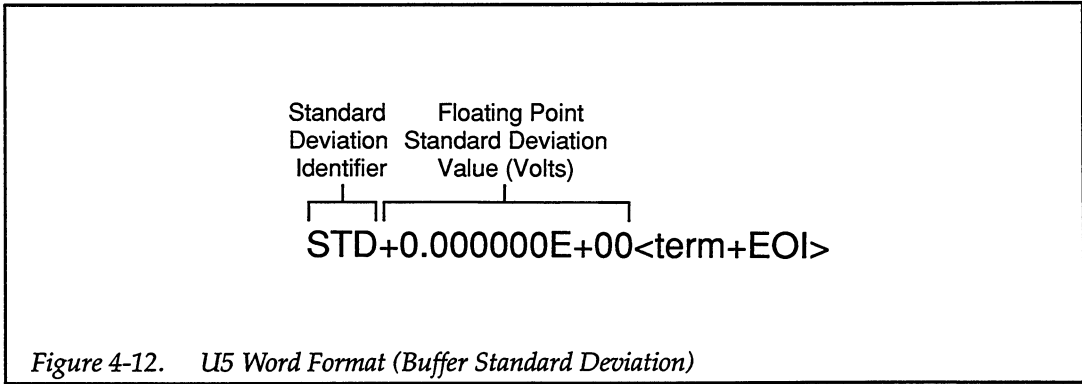 Standard Floating Point
Deviation Standard Deviation
Identifier Value (Volts)
STD+0.000000E+00<term+EOI>
Figure 4-12. U5 Word Format (Buffer Standard Deviation)